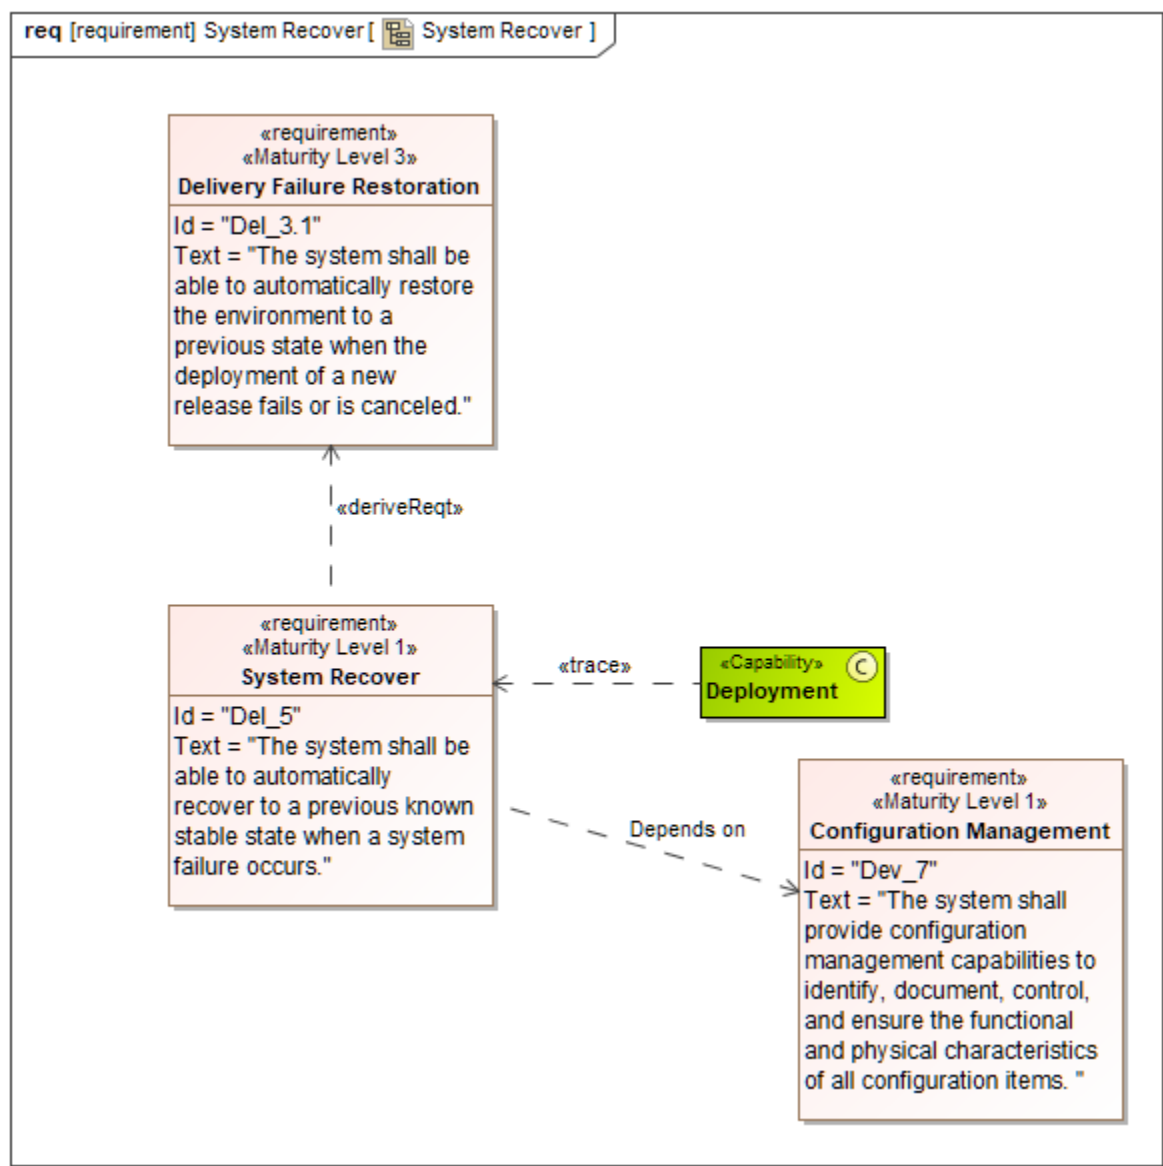 req [requirement] System Recover [ System Recover ]
«requirement»
«Maturity Level 3»
Delivery Failure Restoration
Id = "Del_3.1"
Text = "The system shall be
able to automatically restore
the environment to a
previous state when the
deployment of a new
release fails or is canceled."
«deriveReqt»
«requirement»
«Maturity Level 1»
System Recover
Id = "Del_5"
Text = "The system shall be
able to automatically
recover to a previous known
stable state when a system
failure occurs."
«trace»
«Capability»
C
Deployment
Depends on
«requirement»
«Maturity Level 1»
Configuration Management
Id = "Dev_7"
Text = "The system shall
provide configuration
management capabilities to
identify, document, control,
and ensure the functional
and physical characteristics
of all configuration items. "